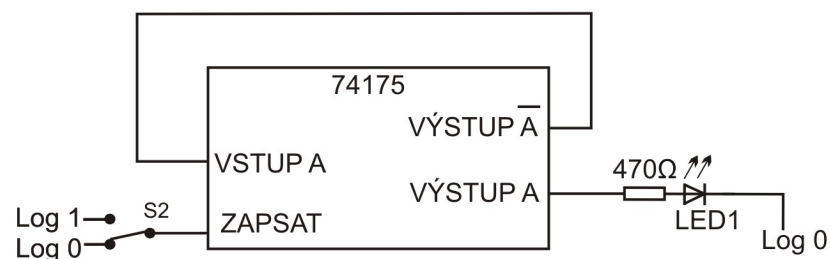 74175
VÝSTUP A̅
VSTUP A
VÝSTUP A
470Ω
Log 1
S2
ZAPSAT
LED1
Log 0
Log 0